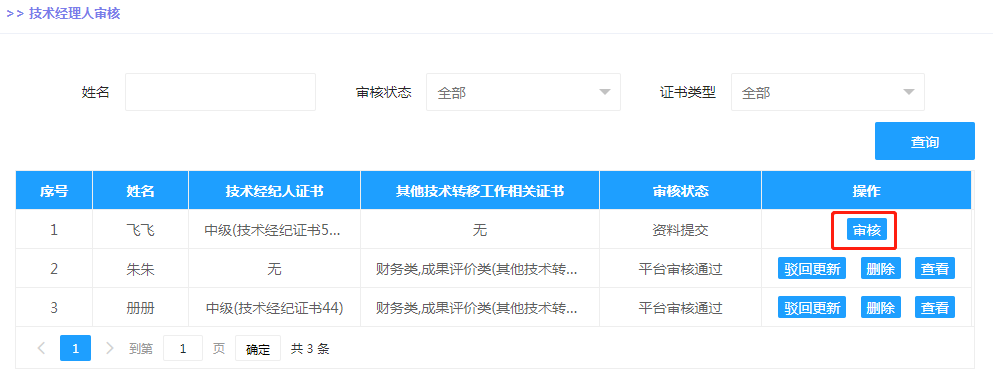 >> 技术经理人审核
姓名 审核状态 全部 证书类型 全部
查询
序号 姓名 技术经纪人证书 其他技术转移工作相关证书 审核状态 操作
1 飞飞 中级(技术经纪证书5... 无 资料提交 审核
2 朱朱 无 财务类,成果评价类(其他技术转... 平台审核通过 驳回更新 删除 查看
3 册册 中级(技术经纪证书44) 财务类,成果评价类(其他技术转... 平台审核通过 驳回更新 删除 查看
1 到第 1 页 确定 共 3 条